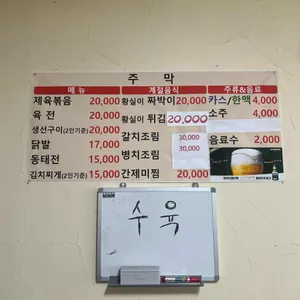 주 막
메 뉴
제육볶음 20,000
육 전 20,000
생선구이(2인기준) 20,000
닭발 17,000
동태전 15,000
김치찌게(2인기준) 15,000
계절음식
황실이 짜박이 20,000
황실이 튀김 20,000
갈치조림 30,000
30,000
병치조림
간제미찜 20,000
주류&음료
카스/한맥 4,000
소주 4,000
음료수 2,000
수육